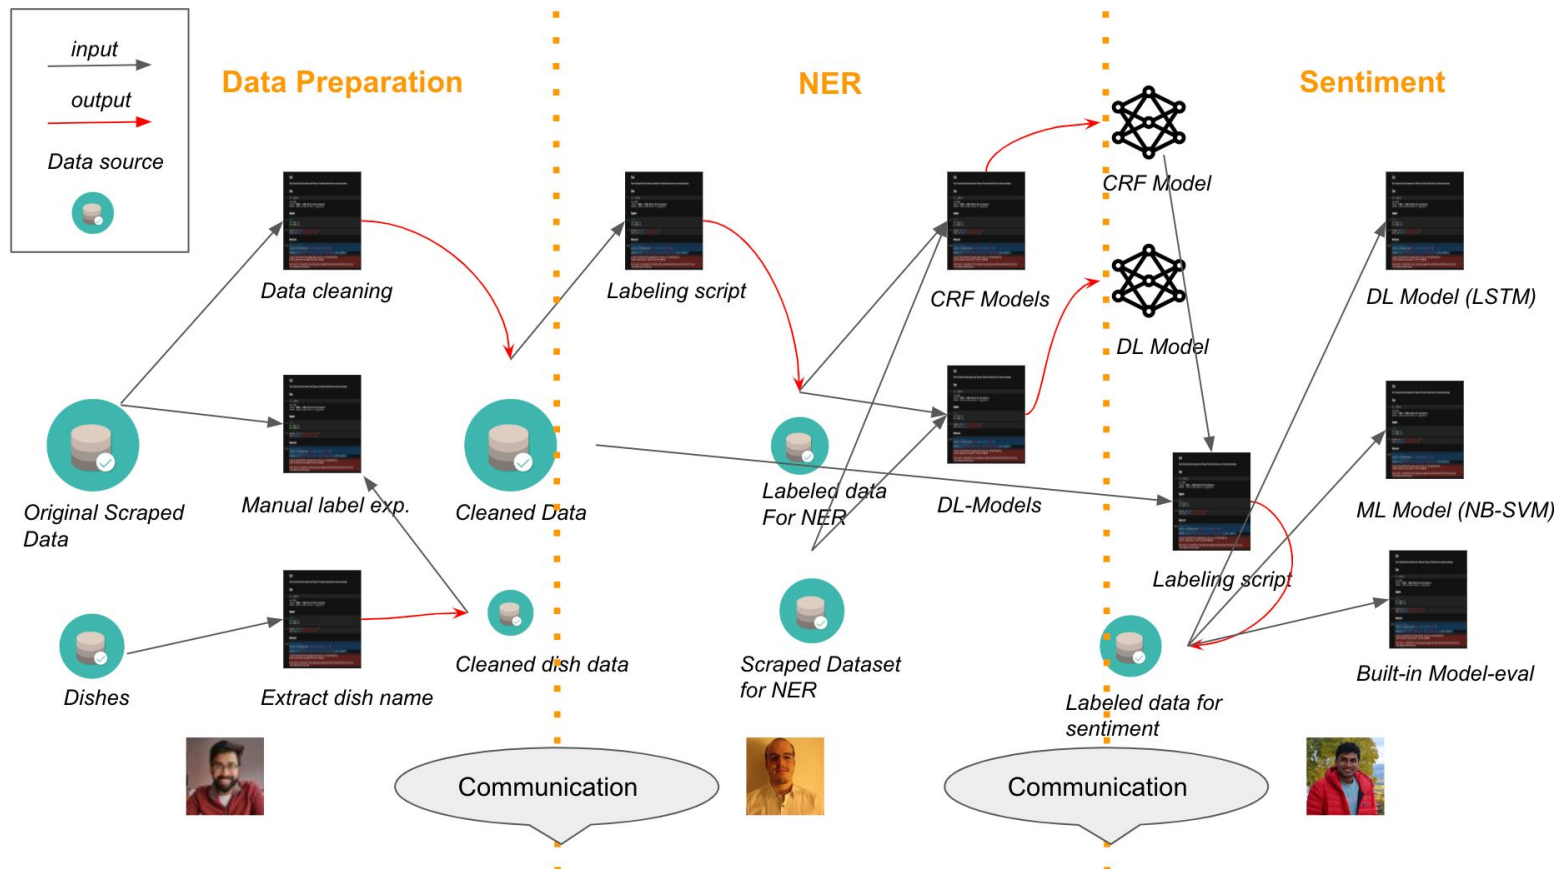 input
output
Data source
Data Preparation
NER
Sentiment
Data cleaning
Labeling script
CRF Models
CRF Model
DL Model
DL Model (LSTM)
Original Scraped
Data
Manual label exp.
Cleaned Data
Labeled data
For NER
DL-Models
Labeling script
ML Model (NB-SVM)
Dishes
Extract dish name
Cleaned dish data
Scraped Dataset
for NER
Labeled data for
sentiment
Built-in Model-eval
Communication
Communication